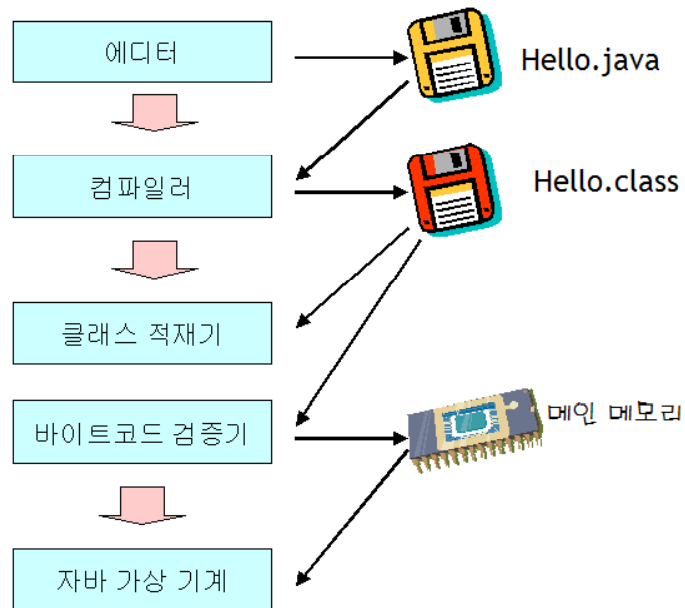 에디터
Hello.java
컴파일러
Hello.class
클래스 적재기
바이트코드 검증기
메인 메모리
자바 가상 기계